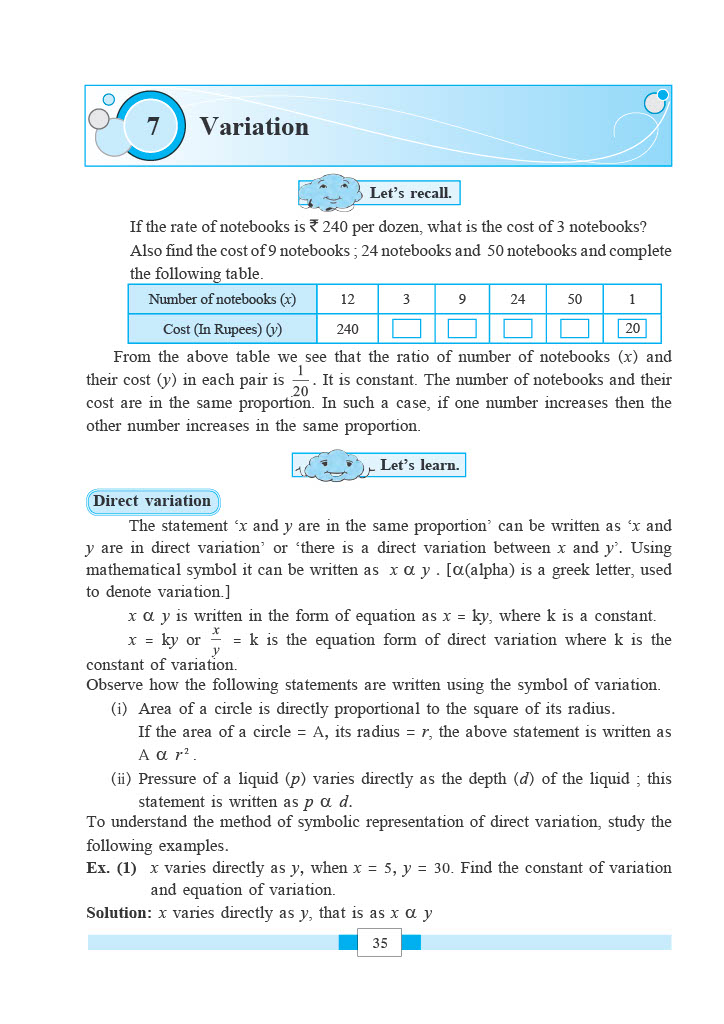 7 Variation
Let's recall.
If the rate of notebooks is ₹ 240 per dozen, what is the cost of 3 notebooks?
Also find the cost of 9 notebooks ; 24 notebooks and 50 notebooks and complete
the following table.
Number of notebooks (x) 12 3 9 24 50 1
Cost (In Rupees) (y) 240 20
From the above table we see that the ratio of number of notebooks (x) and
their cost (y) in each pair is 1/20 . It is constant. The number of notebooks and their
cost are in the same proportion. In such a case, if one number increases then the
other number increases in the same proportion.
Let's learn.
Direct variation
The statement ‘x and y are in the same proportion’ can be written as ‘x and
y are in direct variation’ or ‘there is a direct variation between x and y’. Using
mathematical symbol it can be written as x α y . [α(alpha) is a greek letter, used
to denote variation.]
x α y is written in the form of equation as x = ky, where k is a constant.
x = ky or x/y = k is the equation form of direct variation where k is the
constant of variation.
Observe how the following statements are written using the symbol of variation.
(i) Area of a circle is directly proportional to the square of its radius.
If the area of a circle = A, its radius = r, the above statement is written as
A α r² .
(ii) Pressure of a liquid (p) varies directly as the depth (d) of the liquid ; this
statement is written as p α d.
To understand the method of symbolic representation of direct variation, study the
following examples.
Ex. (1) x varies directly as y, when x = 5, y = 30. Find the constant of variation
and equation of variation.
Solution: x varies directly as y, that is as x α y
35